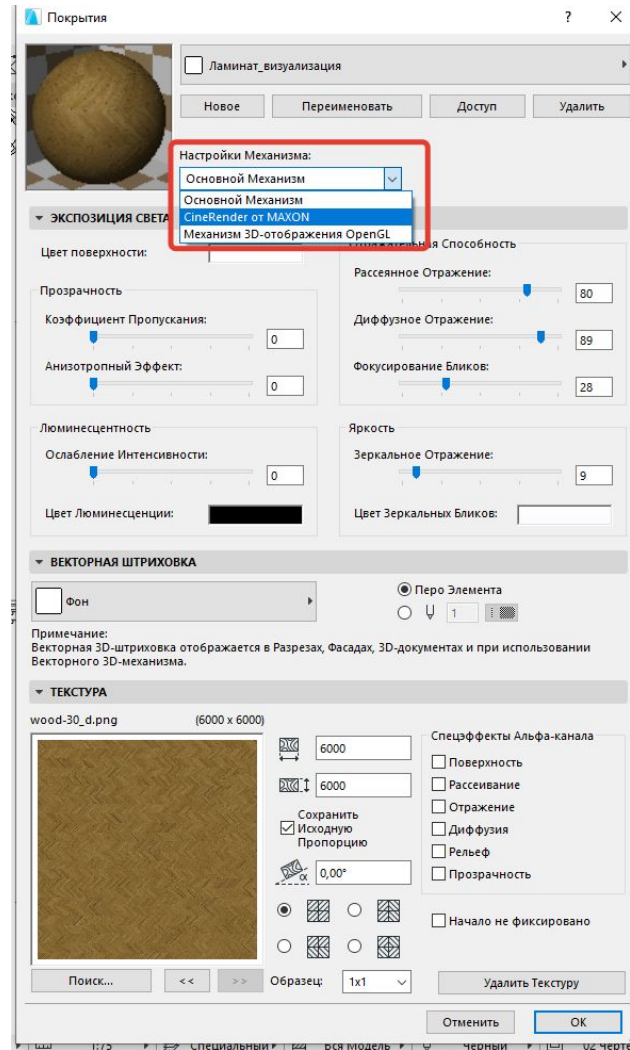 Покрытия
? ×
Ламинат_визуализация
Новое Переименовать Доступ Удалить
Настройки Механизма:
Основной Механизм
Основной Механизм
CineRender от MAXON
Механизм 3D-отображения OpenGL
ЭКСПОЗИЦИЯ СВЕТА
Цвет поверхности:
Способность
Рассеянное Отражение:
80
Прозрачность
Коэффициент Пропускания:
0
Диффузное Отражение:
89
Анизотропный Эффект:
0
Фокусирование Бликов:
28
Люминесцентность
Яркость
Ослабление Интенсивности:
0
Зеркальное Отражение:
9
Цвет Люминесценции:
Цвет Зеркальных Бликов:
ВЕКТОРНАЯ ШТРИХОВКА
Фон
Перо Элемента
1
Примечание:
Векторная 3D-штриховка отображается в Разрезах, Фасадах, 3D-документах и при использовании
Векторного 3D-механизма.
ТЕКСТУРА
wood-30_d.png (6000 x 6000)
6000
6000
Сохранить
Исходную
Пропорцию
α 0,00°
Спецэффекты Альфа-канала
Поверхность
Рассеивание
Отражение
Диффузия
Рельеф
Прозрачность
Начало не фиксировано
Поиск... << >> Образец: 1x1 Удалить Текстуру
Отменить OK
1:75 Специальный Вся Модель Черный 02 Черте